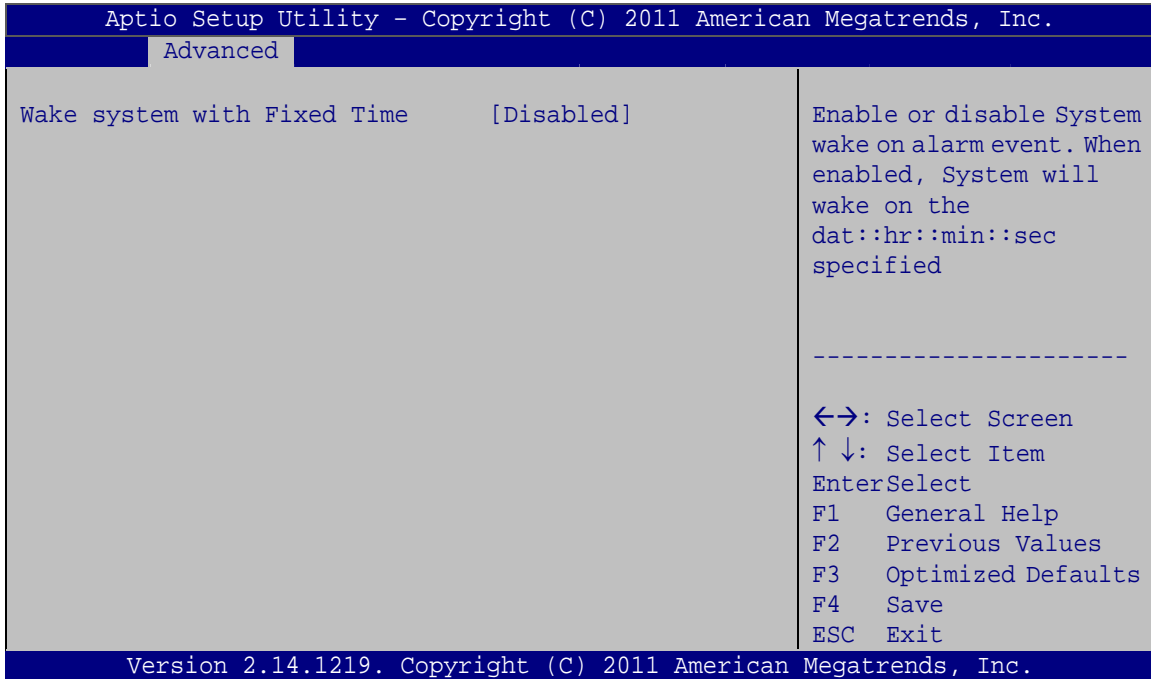 Aptio Setup Utility – Copyright (C) 2011 American Megatrends, Inc.
Advanced
Wake system with Fixed Time [Disabled]
Enable or disable System
wake on alarm event. When
enabled, System will
wake on the
dat::hr::min::sec
specified
----------------------
←→: Select Screen
↑ ↓: Select Item
EnterSelect
F1 General Help
F2 Previous Values
F3 Optimized Defaults
F4 Save
ESC Exit
Version 2.14.1219. Copyright (C) 2011 American Megatrends, Inc.